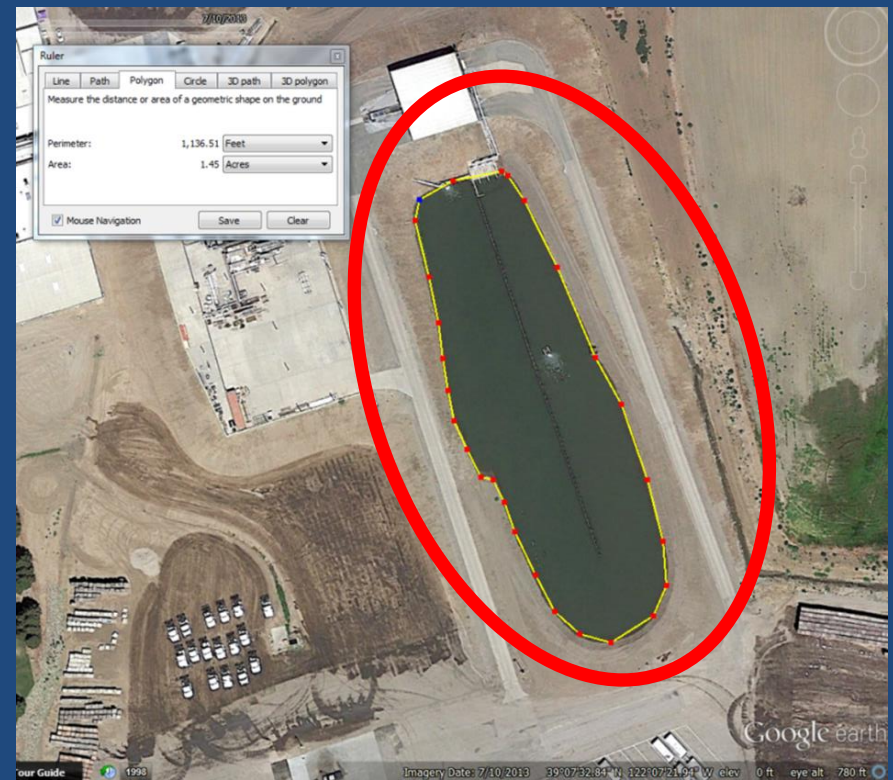 7/10/2013
Ruler
Line Path Polygon Circle 3D path 3D polygon
Measure the distance or area of a geometric shape on the ground
Perimeter: 1,136.51 Feet
Area: 1.45 Acres
Mouse Navigation Save Clear
Google earth
Tour Guide 1998 Imagery Date: 7/10/2013 39°07'32.84" N 122°07'21.94" W elev 0 ft eye alt 780 ft